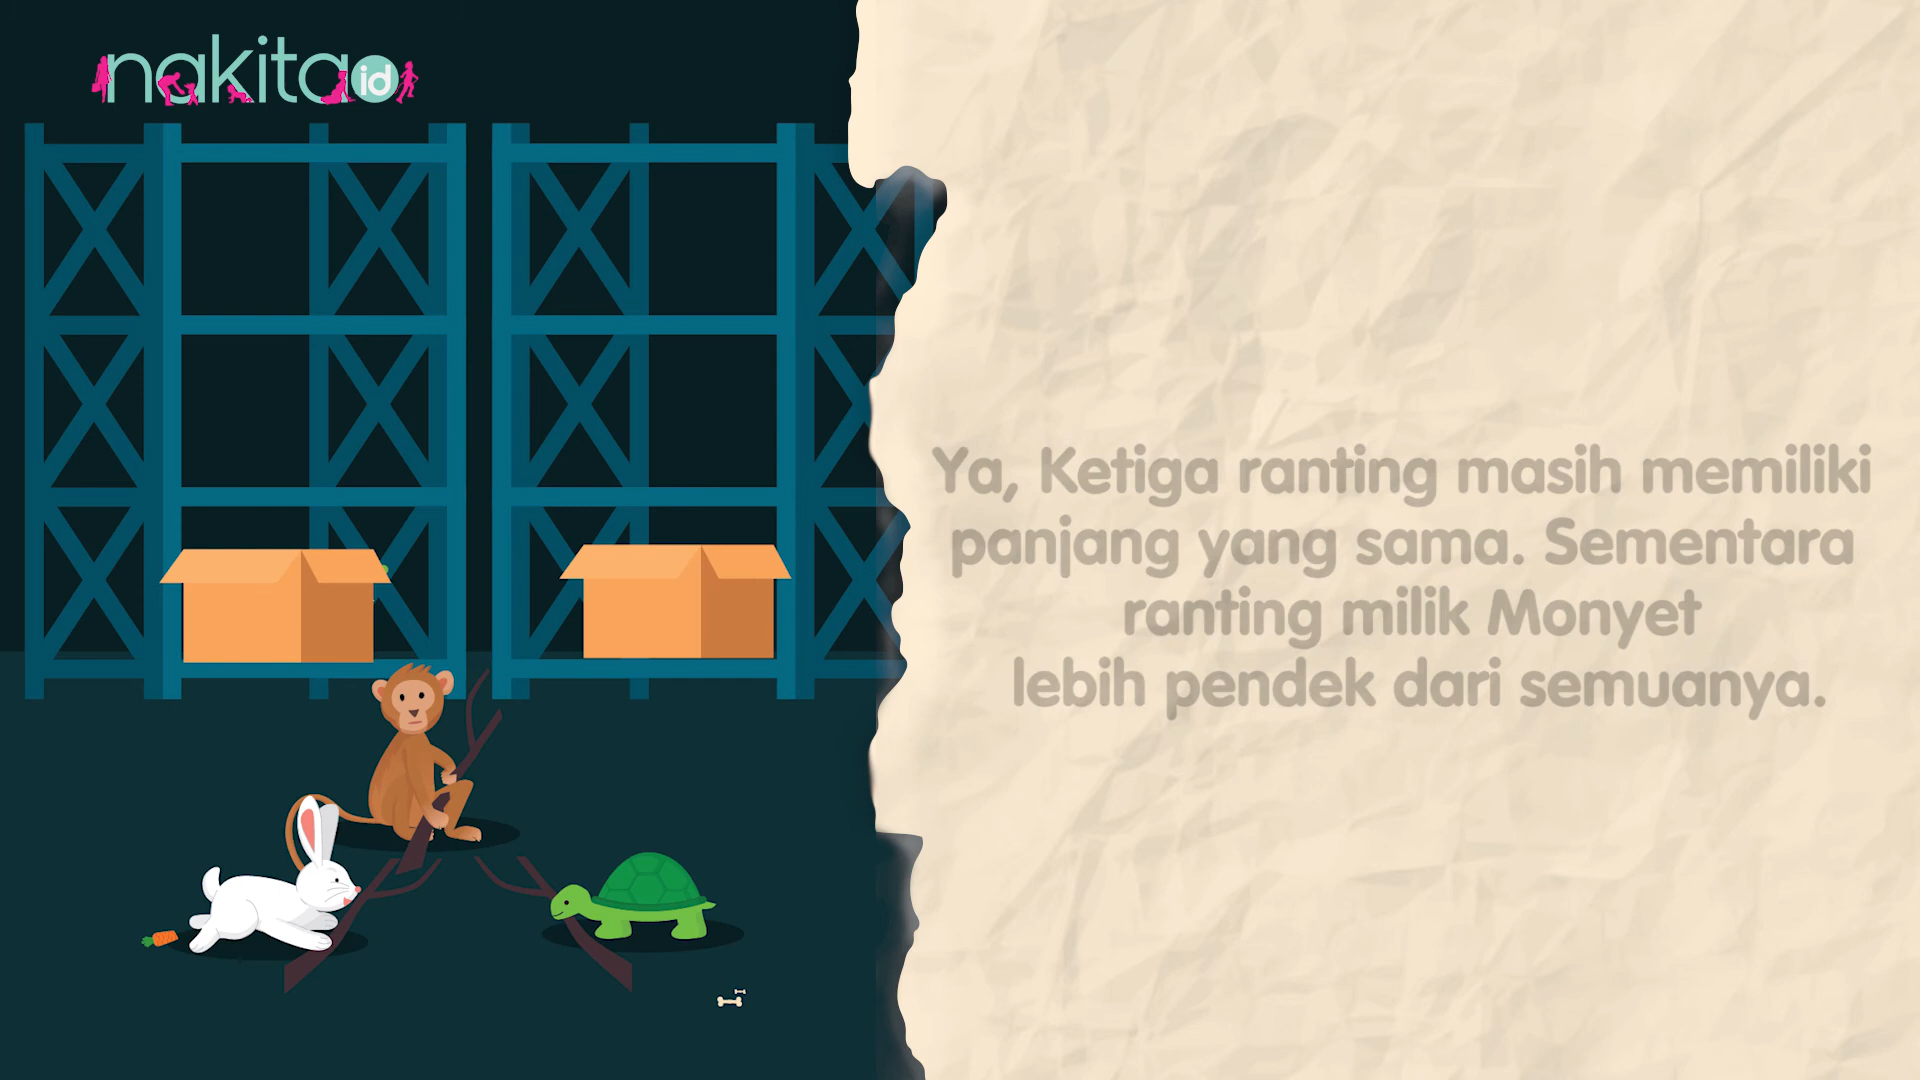 nakita id
Ya, Ketiga ranting masih memiliki
panjang yang sama. Sementara
ranting milik Monyet
lebih pendek dari semuanya.